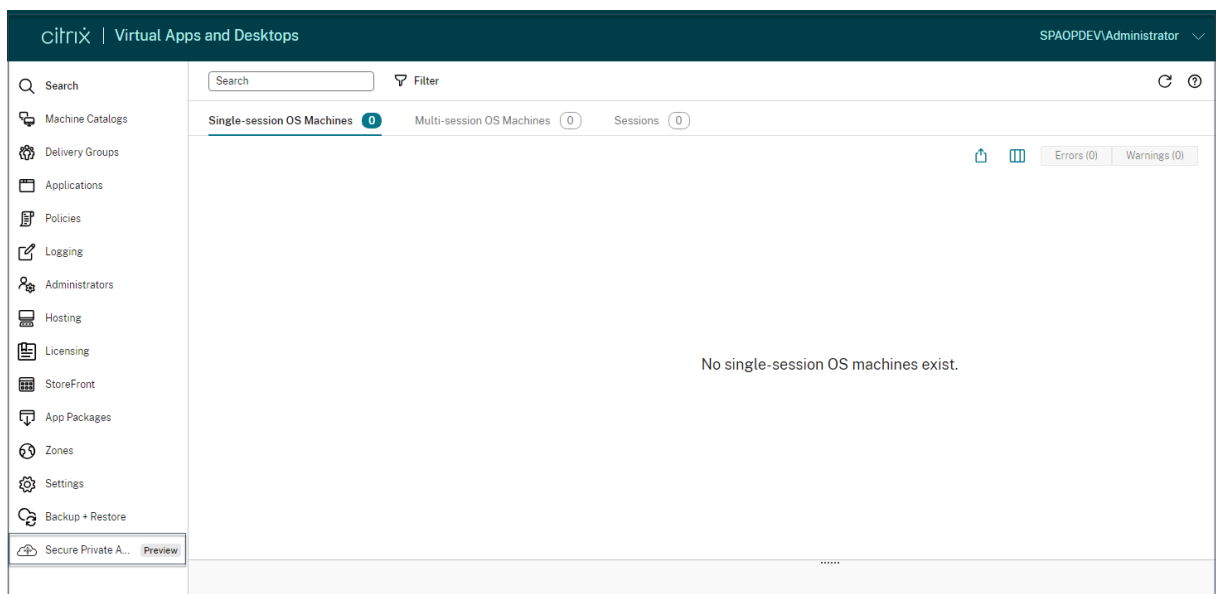 citrix | Virtual Apps and Desktops
SPAOPDEV\Administrator
Search
Machine Catalogs
Delivery Groups
Applications
Policies
Logging
Administrators
Hosting
Licensing
StoreFront
App Packages
Zones
Settings
Backup + Restore
Secure Private A... Preview
Search Filter
Single-session OS Machines 0 Multi-session OS Machines 0 Sessions 0
Errors (0) Warnings (0)
No single-session OS machines exist.